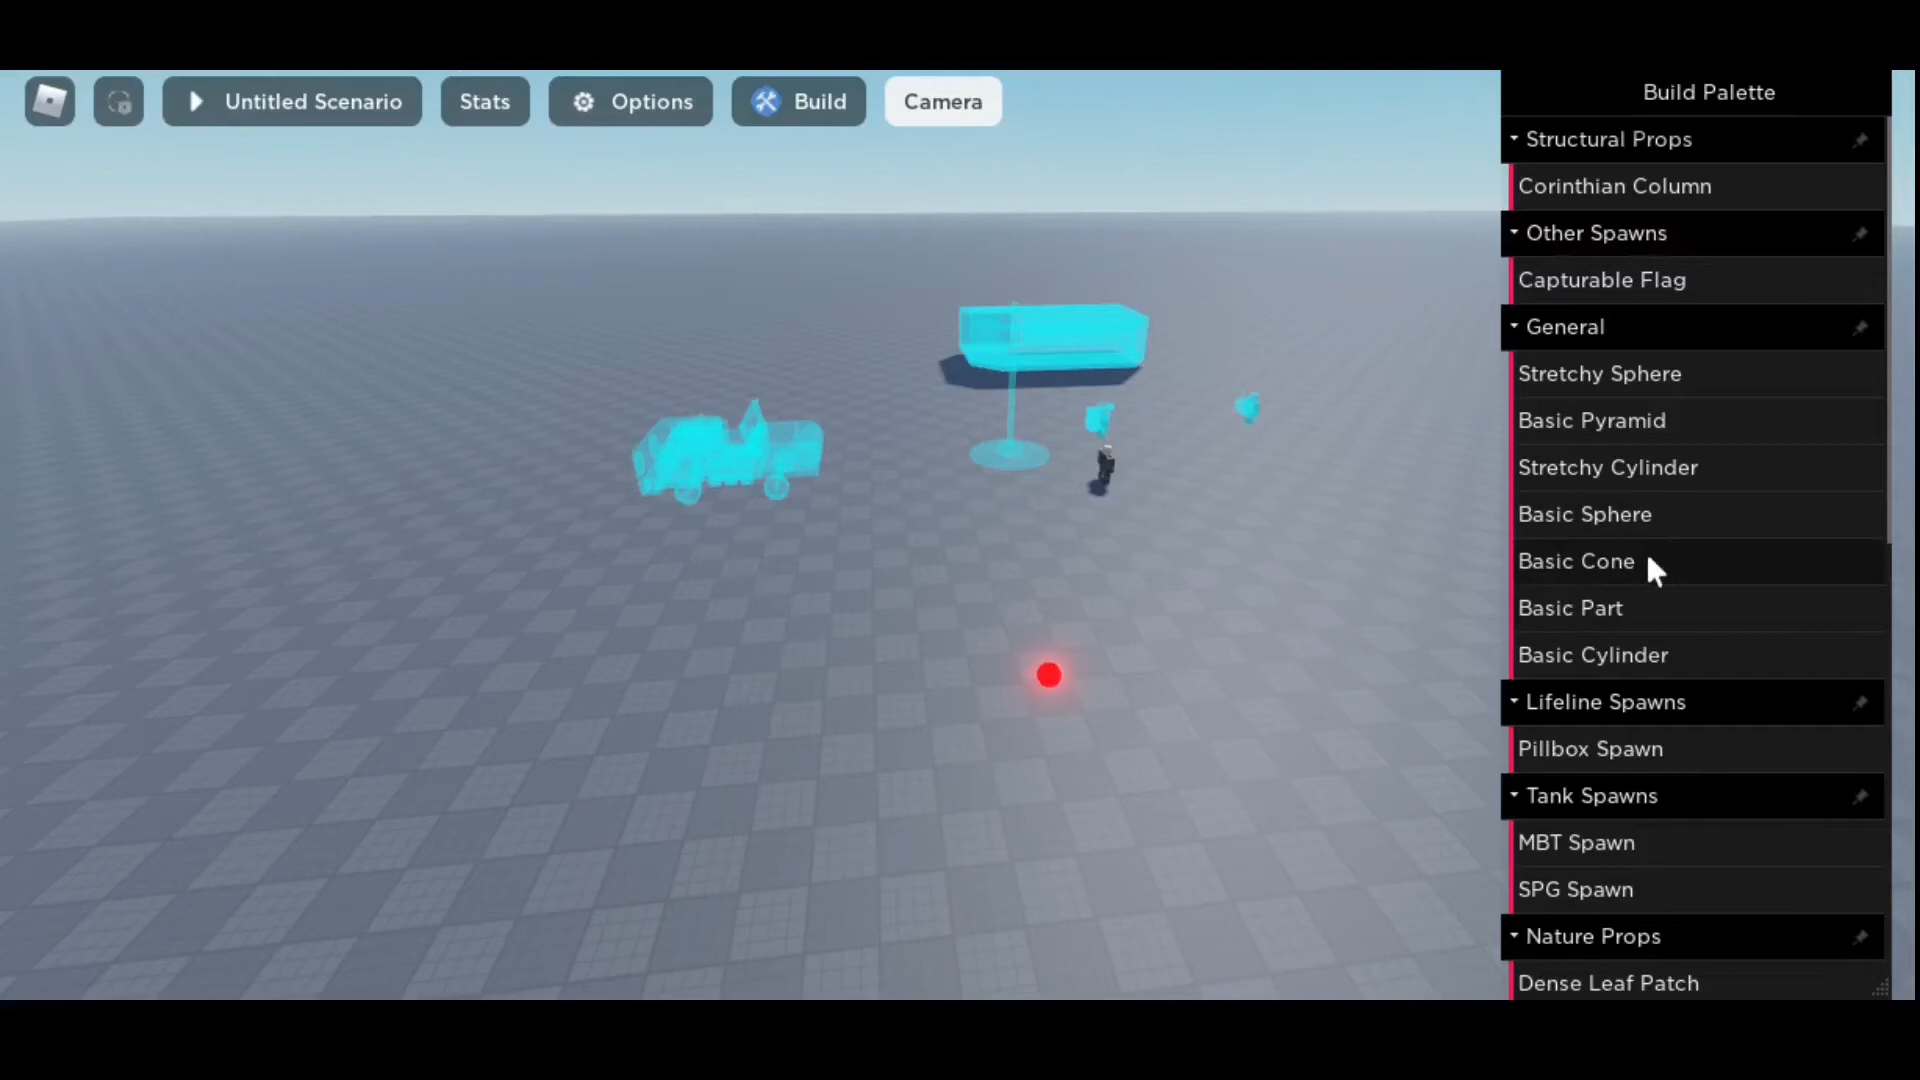 Untitled Scenario
Stats
Options
Build
Camera
Build Palette
Structural Props
Corinthian Column
Other Spawns
Capturable Flag
General
Stretchy Sphere
Basic Pyramid
Stretchy Cylinder
Basic Sphere
Basic Cone
Basic Part
Basic Cylinder
Lifeline Spawns
Pillbox Spawn
Tank Spawns
MBT Spawn
SPG Spawn
Nature Props
Dense Leaf Patch